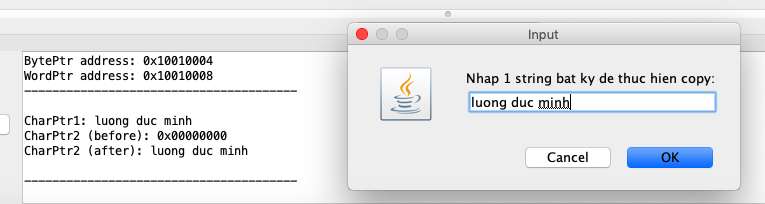 BytePtr address: 0x10010004
WordPtr address: 0x10010008
---------------------------------------
CharPtr1: luong duc minh
CharPtr2 (before): 0x00000000
CharPtr2 (after): luong duc minh
---------------------------------------
Input
Nhap 1 string bat ky de thuc hien copy:
luong duc minh
Cancel
OK